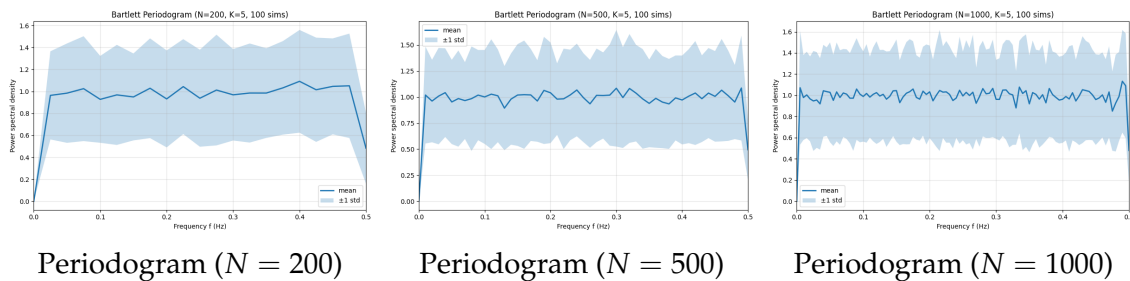 Bartlett Periodogram (N=200, K=5, 100 sims)
1.6
1.4
1.2
1.0
0.8
0.6
0.4
0.2
0.0
Power spectral density
mean
±1 std
0.0 0.1 0.2 0.3 0.4 0.5
Frequency f (Hz)
Periodogram (N = 200)
Bartlett Periodogram (N=500, K=5, 100 sims)
mean
±1 std
1.50
1.25
1.00
0.75
0.50
0.25
0.00
Power spectral density
0.0 0.1 0.2 0.3 0.4 0.5
Frequency f (Hz)
Periodogram (N = 500)
Bartlett Periodogram (N=1000, K=5, 100 sims)
1.6
1.4
1.2
1.0
0.8
0.6
0.4
0.2
0.0
Power spectral density
mean
±1 std
0.0 0.1 0.2 0.3 0.4 0.5
Frequency f (Hz)
Periodogram (N = 1000)